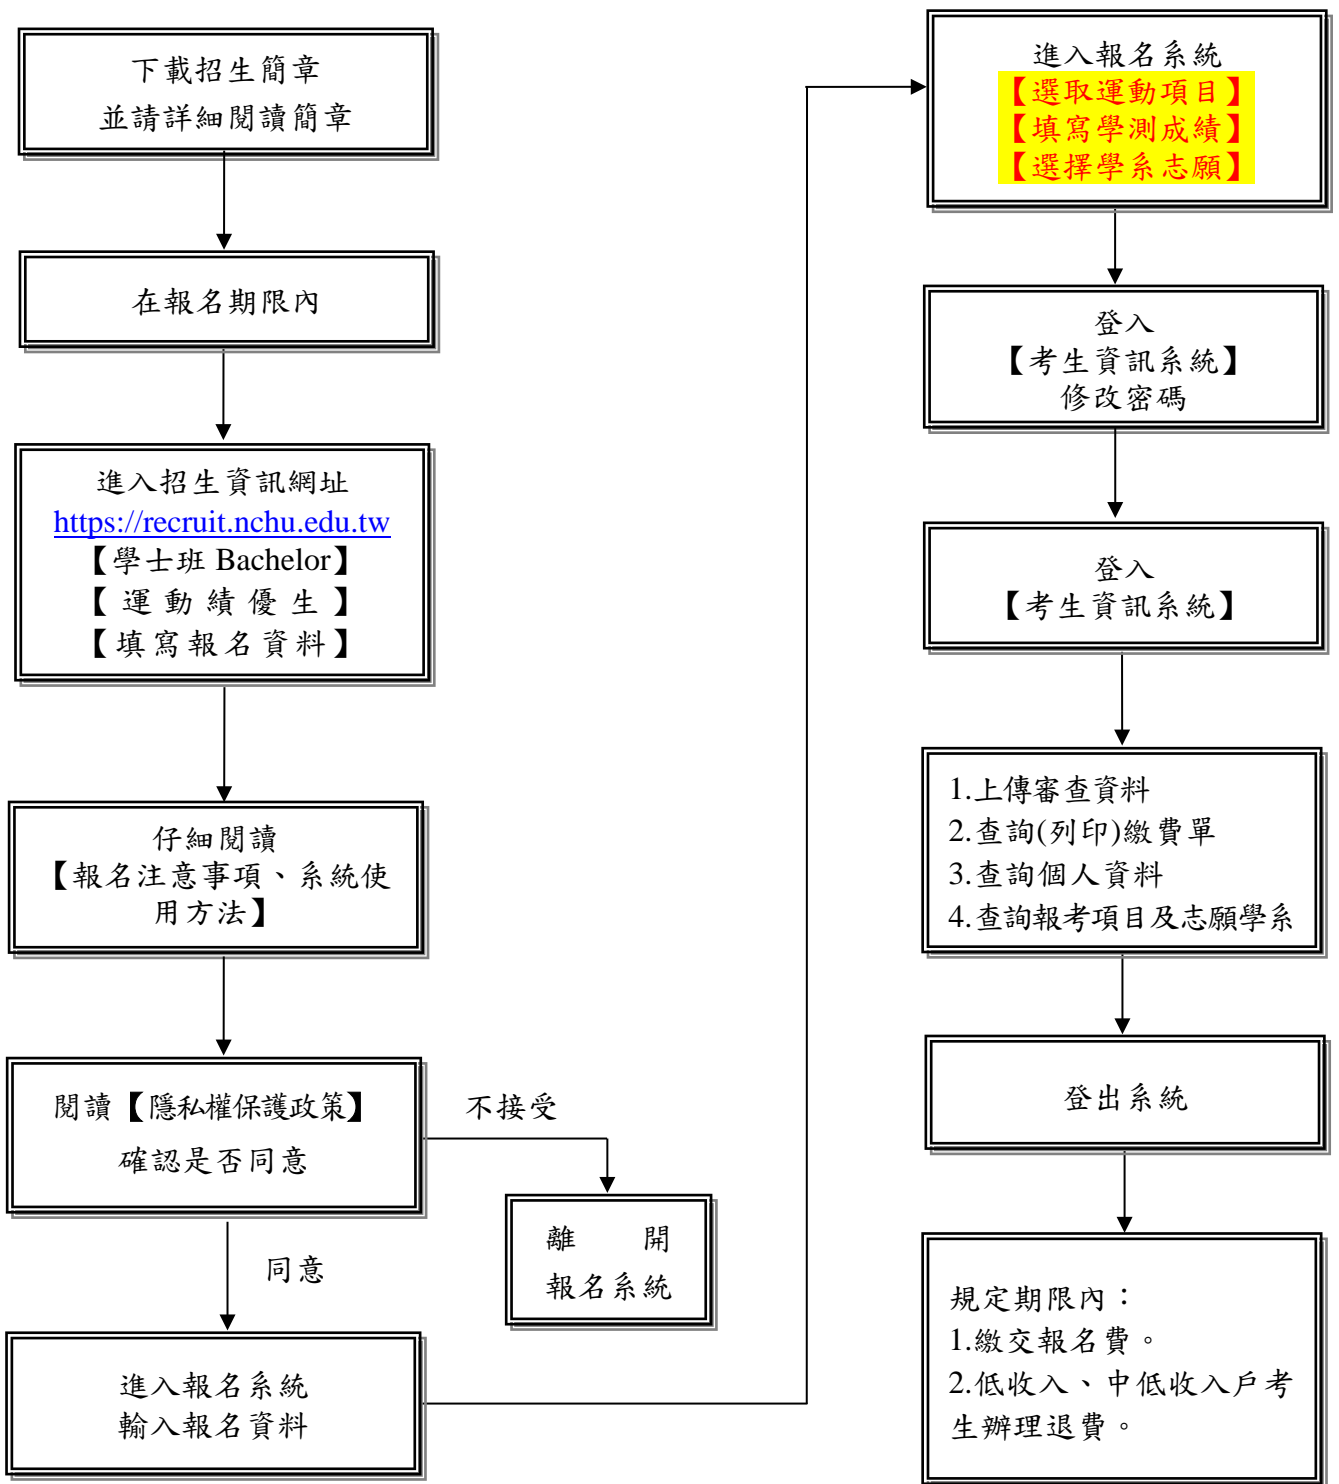 下載招生簡章
並請詳細閱讀簡章
在報名期限內
進入招生資訊網址
https://recruit.nchu.edu.tw
【學士班 Bachelor】
【運動績優生】
【填寫報名資料】
仔細閱讀
【報名注意事項、系統使
用方法】
閱讀【隱私權保護政策】
確認是否同意
不接受
離 開
報名系統
同意
進入報名系統
輸入報名資料
進入報名系統
【選取運動項目】
【填寫學測成績】
【選擇學系志願】
登入
【考生資訊系統】
修改密碼
登入
【考生資訊系統】
1.上傳審查資料
2.查詢(列印)繳費單
3.查詢個人資料
4.查詢報考項目及志願學系
登出系統
規定期限內：
1.繳交報名費。
2.低收入、中低收入戶考
生辦理退費。